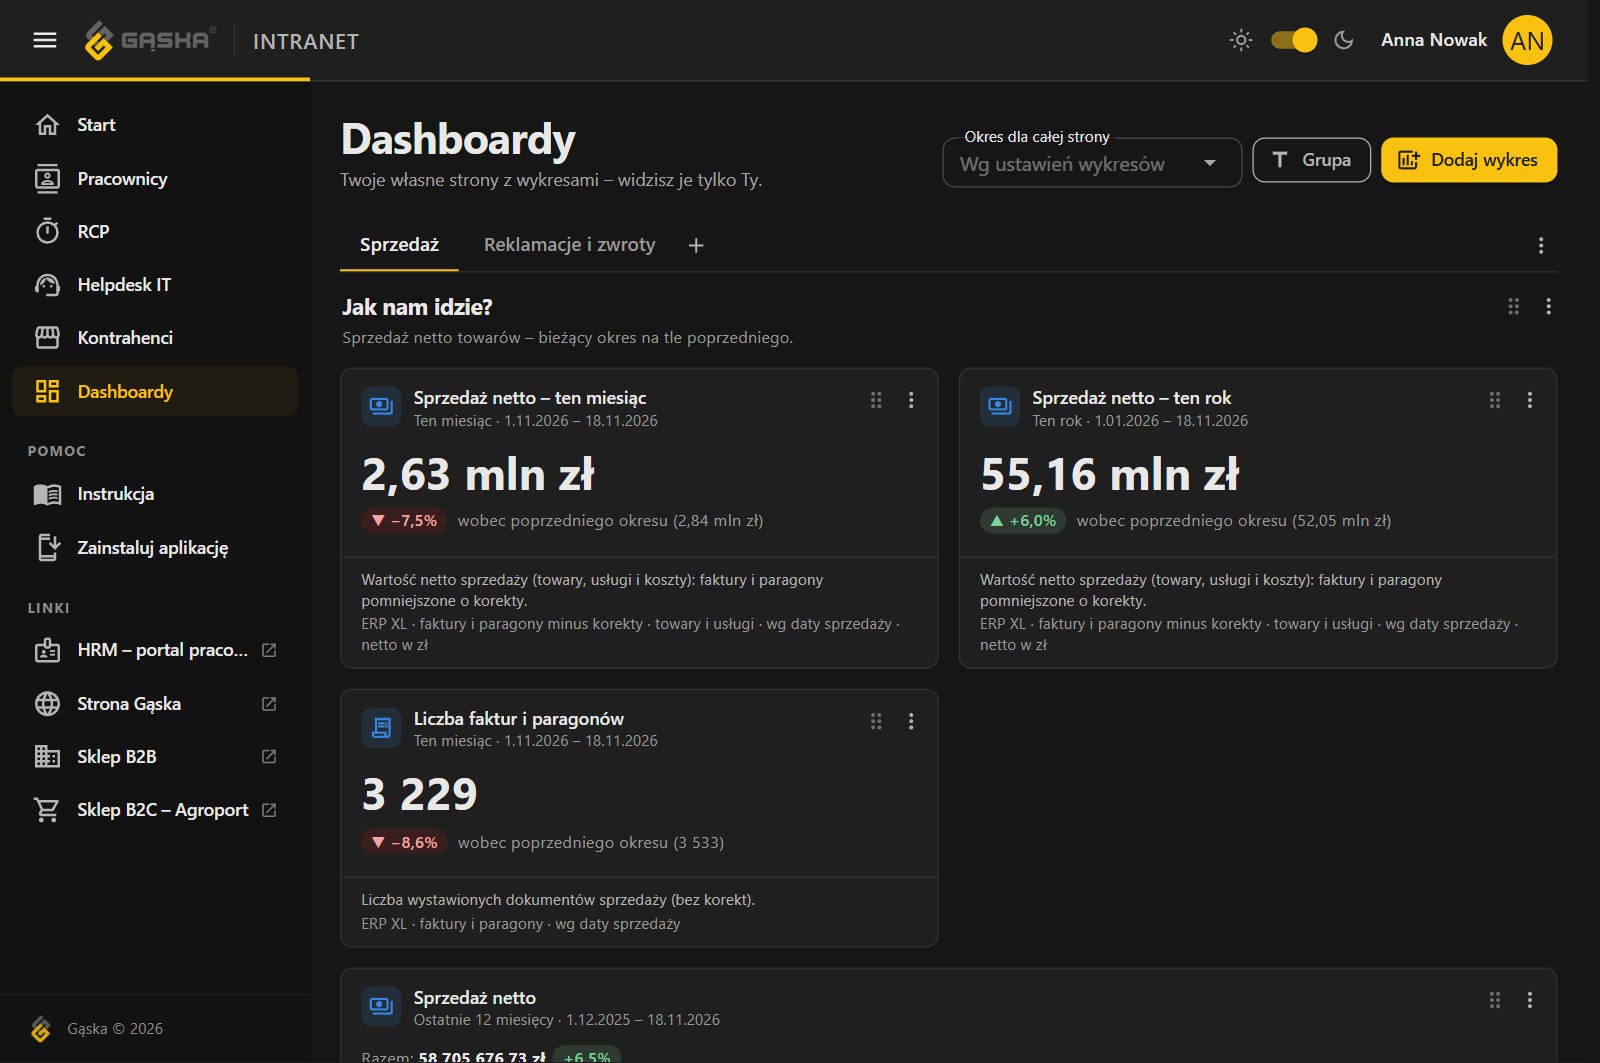 GĄSKA®
INTRANET
Anna Nowak
AN
Start
Pracownicy
RCP
Helpdesk IT
Kontrahenci
Dashboardy
POMOC
Instrukcja
Zainstaluj aplikację
LINKI
HRM – portal praco...
Strona Gąska
Sklep B2B
Sklep B2C – Agroport
Gąska © 2026
Dashboardy
Twoje własne strony z wykresami – widzisz je tylko Ty.
Okres dla całej strony
Wg ustawień wykresów
Grupa
Dodaj wykres
Sprzedaż
Reklamacje i zwroty
Jak nam idzie?
Sprzedaż netto towarów – bieżący okres na tle poprzedniego.
Sprzedaż netto – ten miesiąc
Ten miesiąc · 1.11.2026 – 18.11.2026
2,63 mln zł
▼ −7,5% wobec poprzedniego okresu (2,84 mln zł)
Wartość netto sprzedaży (towary, usługi i koszty): faktury i paragony
pomniejszone o korekty.
ERP XL · faktury i paragony minus korekty · towary i usługi · wg daty sprzedaży ·
netto w zł
Sprzedaż netto – ten rok
Ten rok · 1.01.2026 – 18.11.2026
55,16 mln zł
▲ +6,0% wobec poprzedniego okresu (52,05 mln zł)
Wartość netto sprzedaży (towary, usługi i koszty): faktury i paragony
pomniejszone o korekty.
ERP XL · faktury i paragony minus korekty · towary i usługi · wg daty sprzedaży ·
netto w zł
Liczba faktur i paragonów
Ten miesiąc · 1.11.2026 – 18.11.2026
3 229
▼ −8,6% wobec poprzedniego okresu (3 533)
Liczba wystawionych dokumentów sprzedaży (bez korekt).
ERP XL · faktury i paragony · wg daty sprzedaży
Sprzedaż netto
Ostatnie 12 miesięcy · 1.12.2025 – 18.11.2026
Razem: 58 705 676,73 zł +6,5%